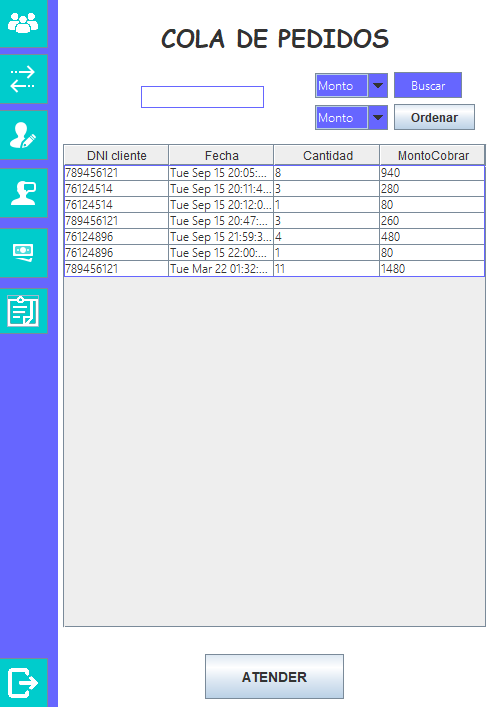 COLA DE PEDIDOS
Monto Buscar
Monto Ordenar
DNI cliente Fecha Cantidad MontoCobrar
789456121 Tue Sep 15 20:05:... 8 940
76124514 Tue Sep 15 20:11:4... 3 280
76124514 Tue Sep 15 20:12:0... 1 80
789456121 Tue Sep 15 20:47:... 3 260
76124896 Tue Sep 15 21:59:3... 4 480
76124896 Tue Sep 15 22:00:... 1 80
789456121 Tue Mar 22 01:32:... 11 1480
ATENDER